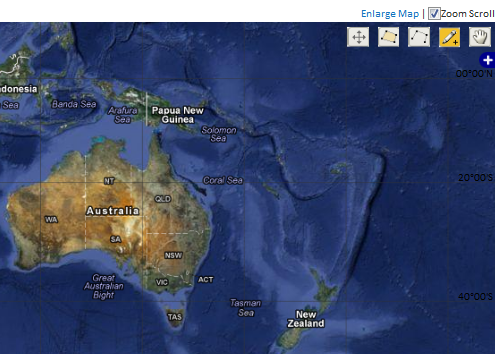 Enlarge Map | Zoom Scroll
00°00'N
donesia
Sea
Banda Sea
Arafura
Sea
Papua New
Guinea
Solomon
Sea
Coral Sea
20°00'S
NT
QLD
WA
Australia
SA
NSW
Great
Australian
Bight
VIC
ACT
TAS
Tasman
Sea
40°00'S
New
Zealand